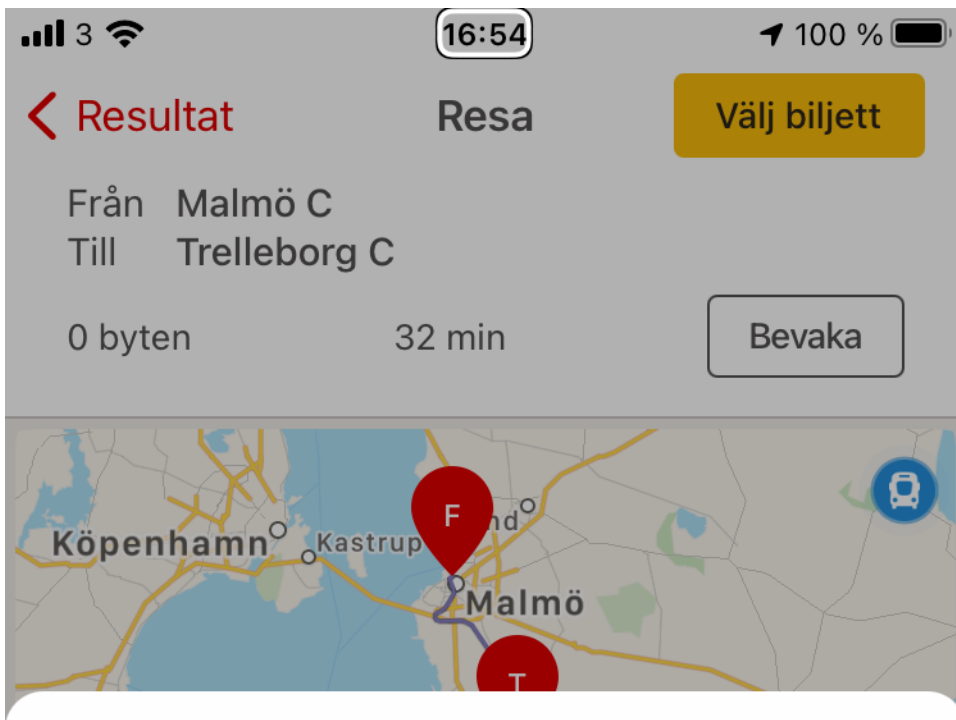 3 16:54 100 %
Resultat Resa Välj biljett
Från Malmö C
Till Trelleborg C
0 byten 32 min Bevaka
F
nd
Köpenhamn Kastrup
Malmö
T